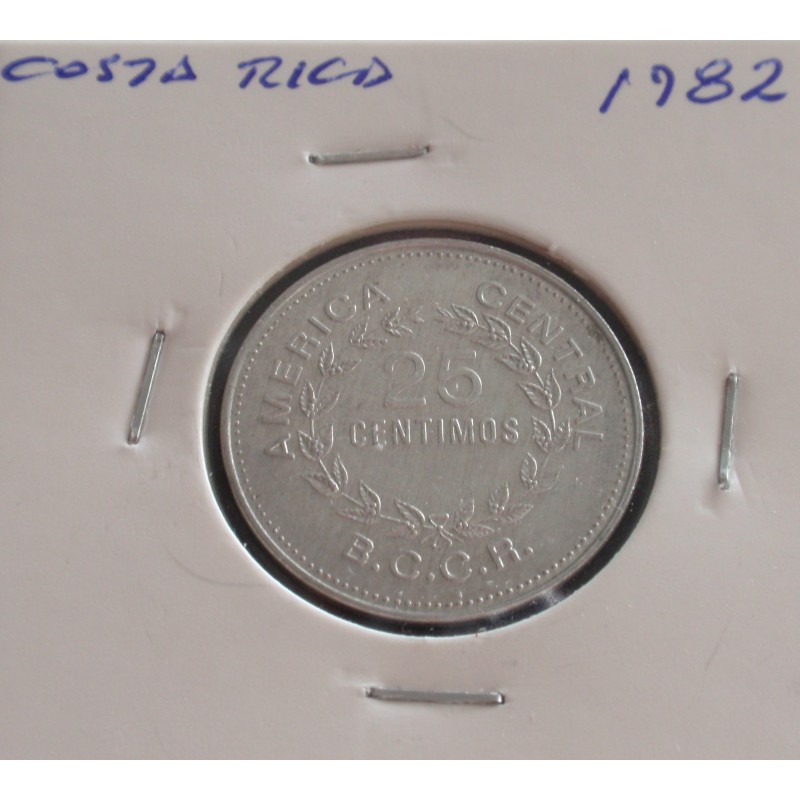 COSTA RICA 1982
AMERICA CENTRAL
25
CENTIMOS
B.C.C.R.